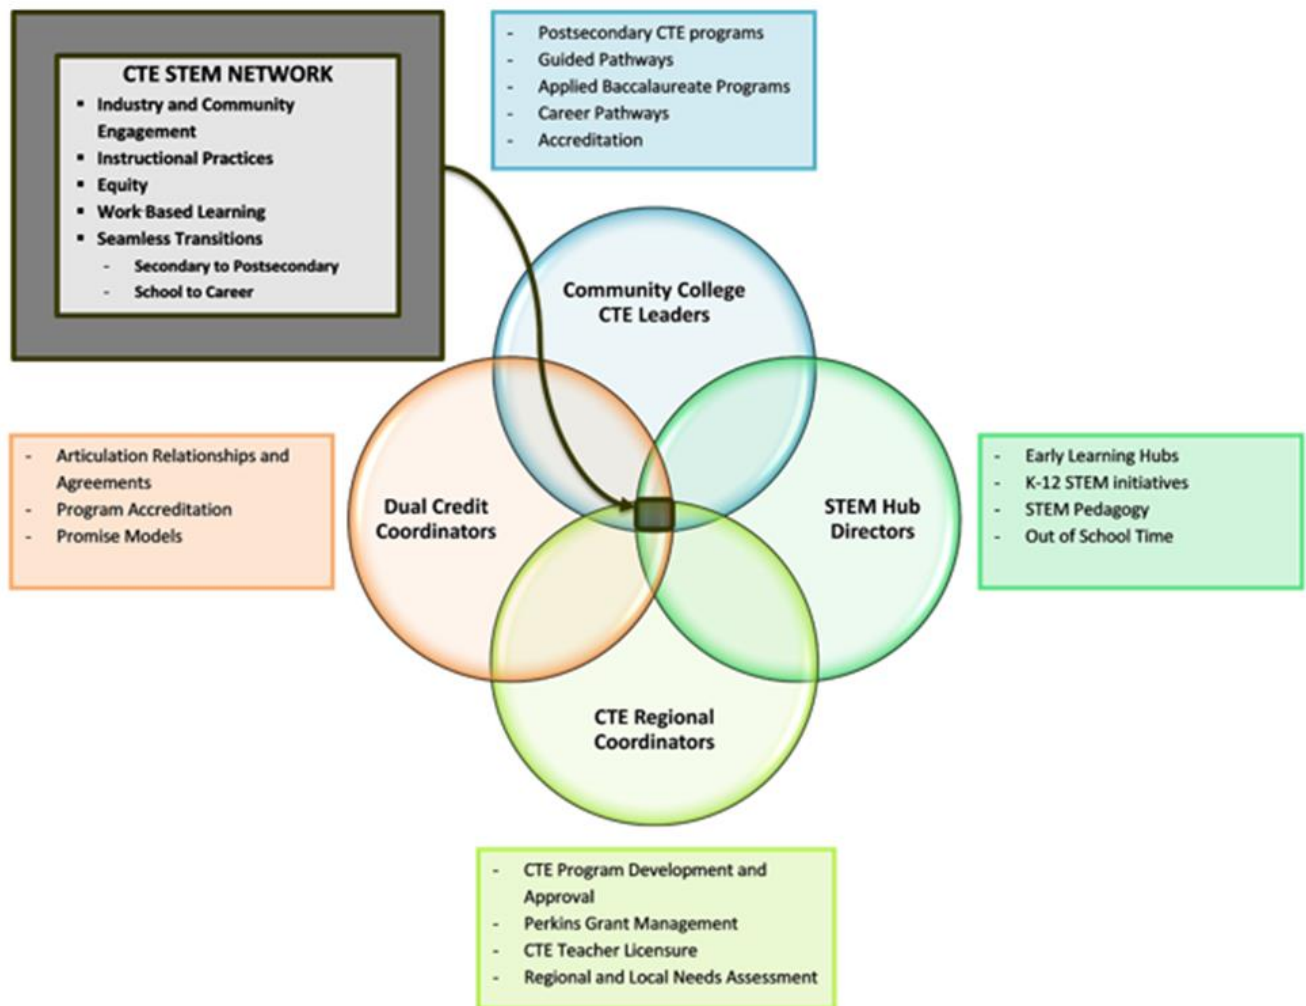 CTE STEM NETWORK
▪ Industry and Community
Engagement
▪ Instructional Practices
▪ Equity
▪ Work Based Learning
▪ Seamless Transitions
- Secondary to Postsecondary
- School to Career
- Postsecondary CTE programs
- Guided Pathways
- Applied Baccalaureate Programs
- Career Pathways
- Accreditation
Community College
CTE Leaders
- Articulation Relationships and
Agreements
- Program Accreditation
- Promise Models
Dual Credit
Coordinators
STEM Hub
Directors
- Early Learning Hubs
- K-12 STEM initiatives
- STEM Pedagogy
- Out of School Time
CTE Regional
Coordinators
- CTE Program Development and
Approval
- Perkins Grant Management
- CTE Teacher Licensure
- Regional and Local Needs Assessment